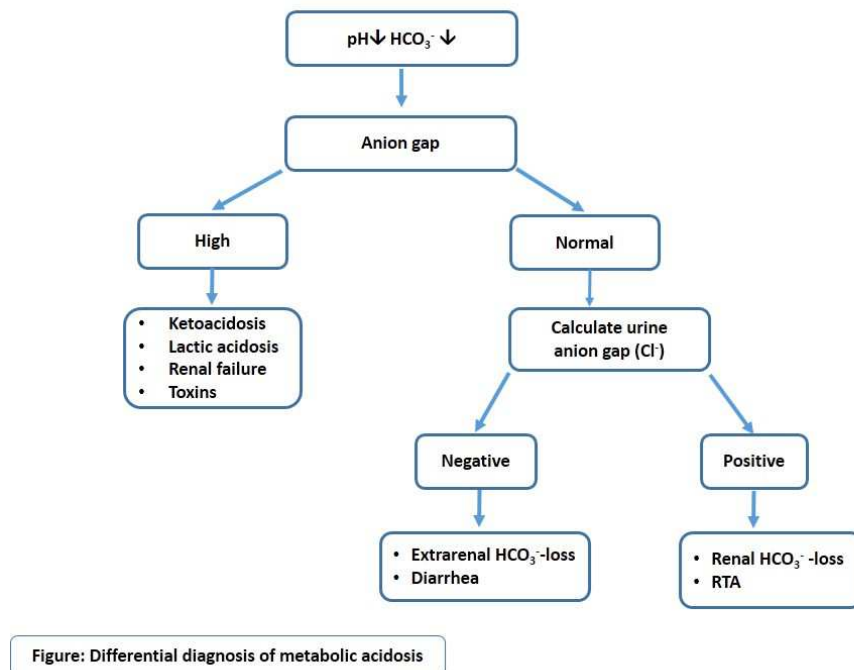 pH↓ HCO₃⁻ ↓
Anion gap
High
Normal
• Ketoacidosis
• Lactic acidosis
• Renal failure
• Toxins
Calculate urine
anion gap (Cl⁻)
Negative
Positive
• Extrarenal HCO₃⁻-loss
• Diarrhea
• Renal HCO₃⁻ -loss
• RTA
Figure: Differential diagnosis of metabolic acidosis